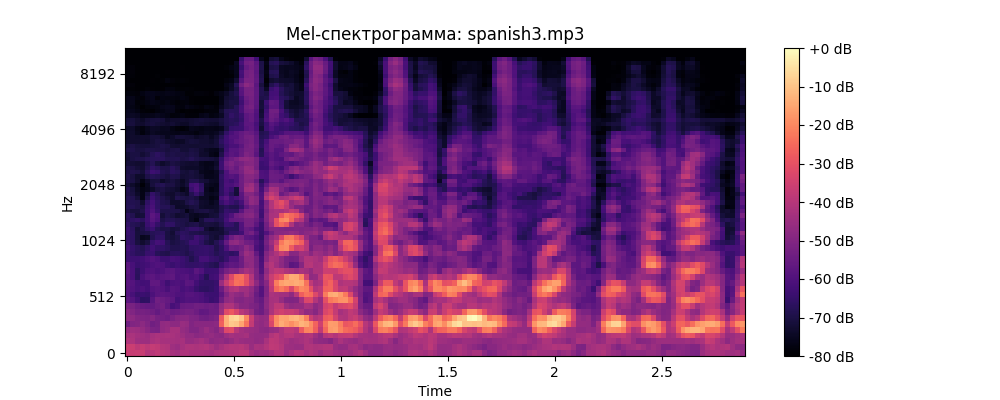 Mel-спектрограмма: spanish3.mp3
8192
4096
2048
1024
512
0
Hz
0
0.5
1
1.5
2
2.5
Time
+0 dB
-10 dB
-20 dB
-30 dB
-40 dB
-50 dB
-60 dB
-70 dB
-80 dB